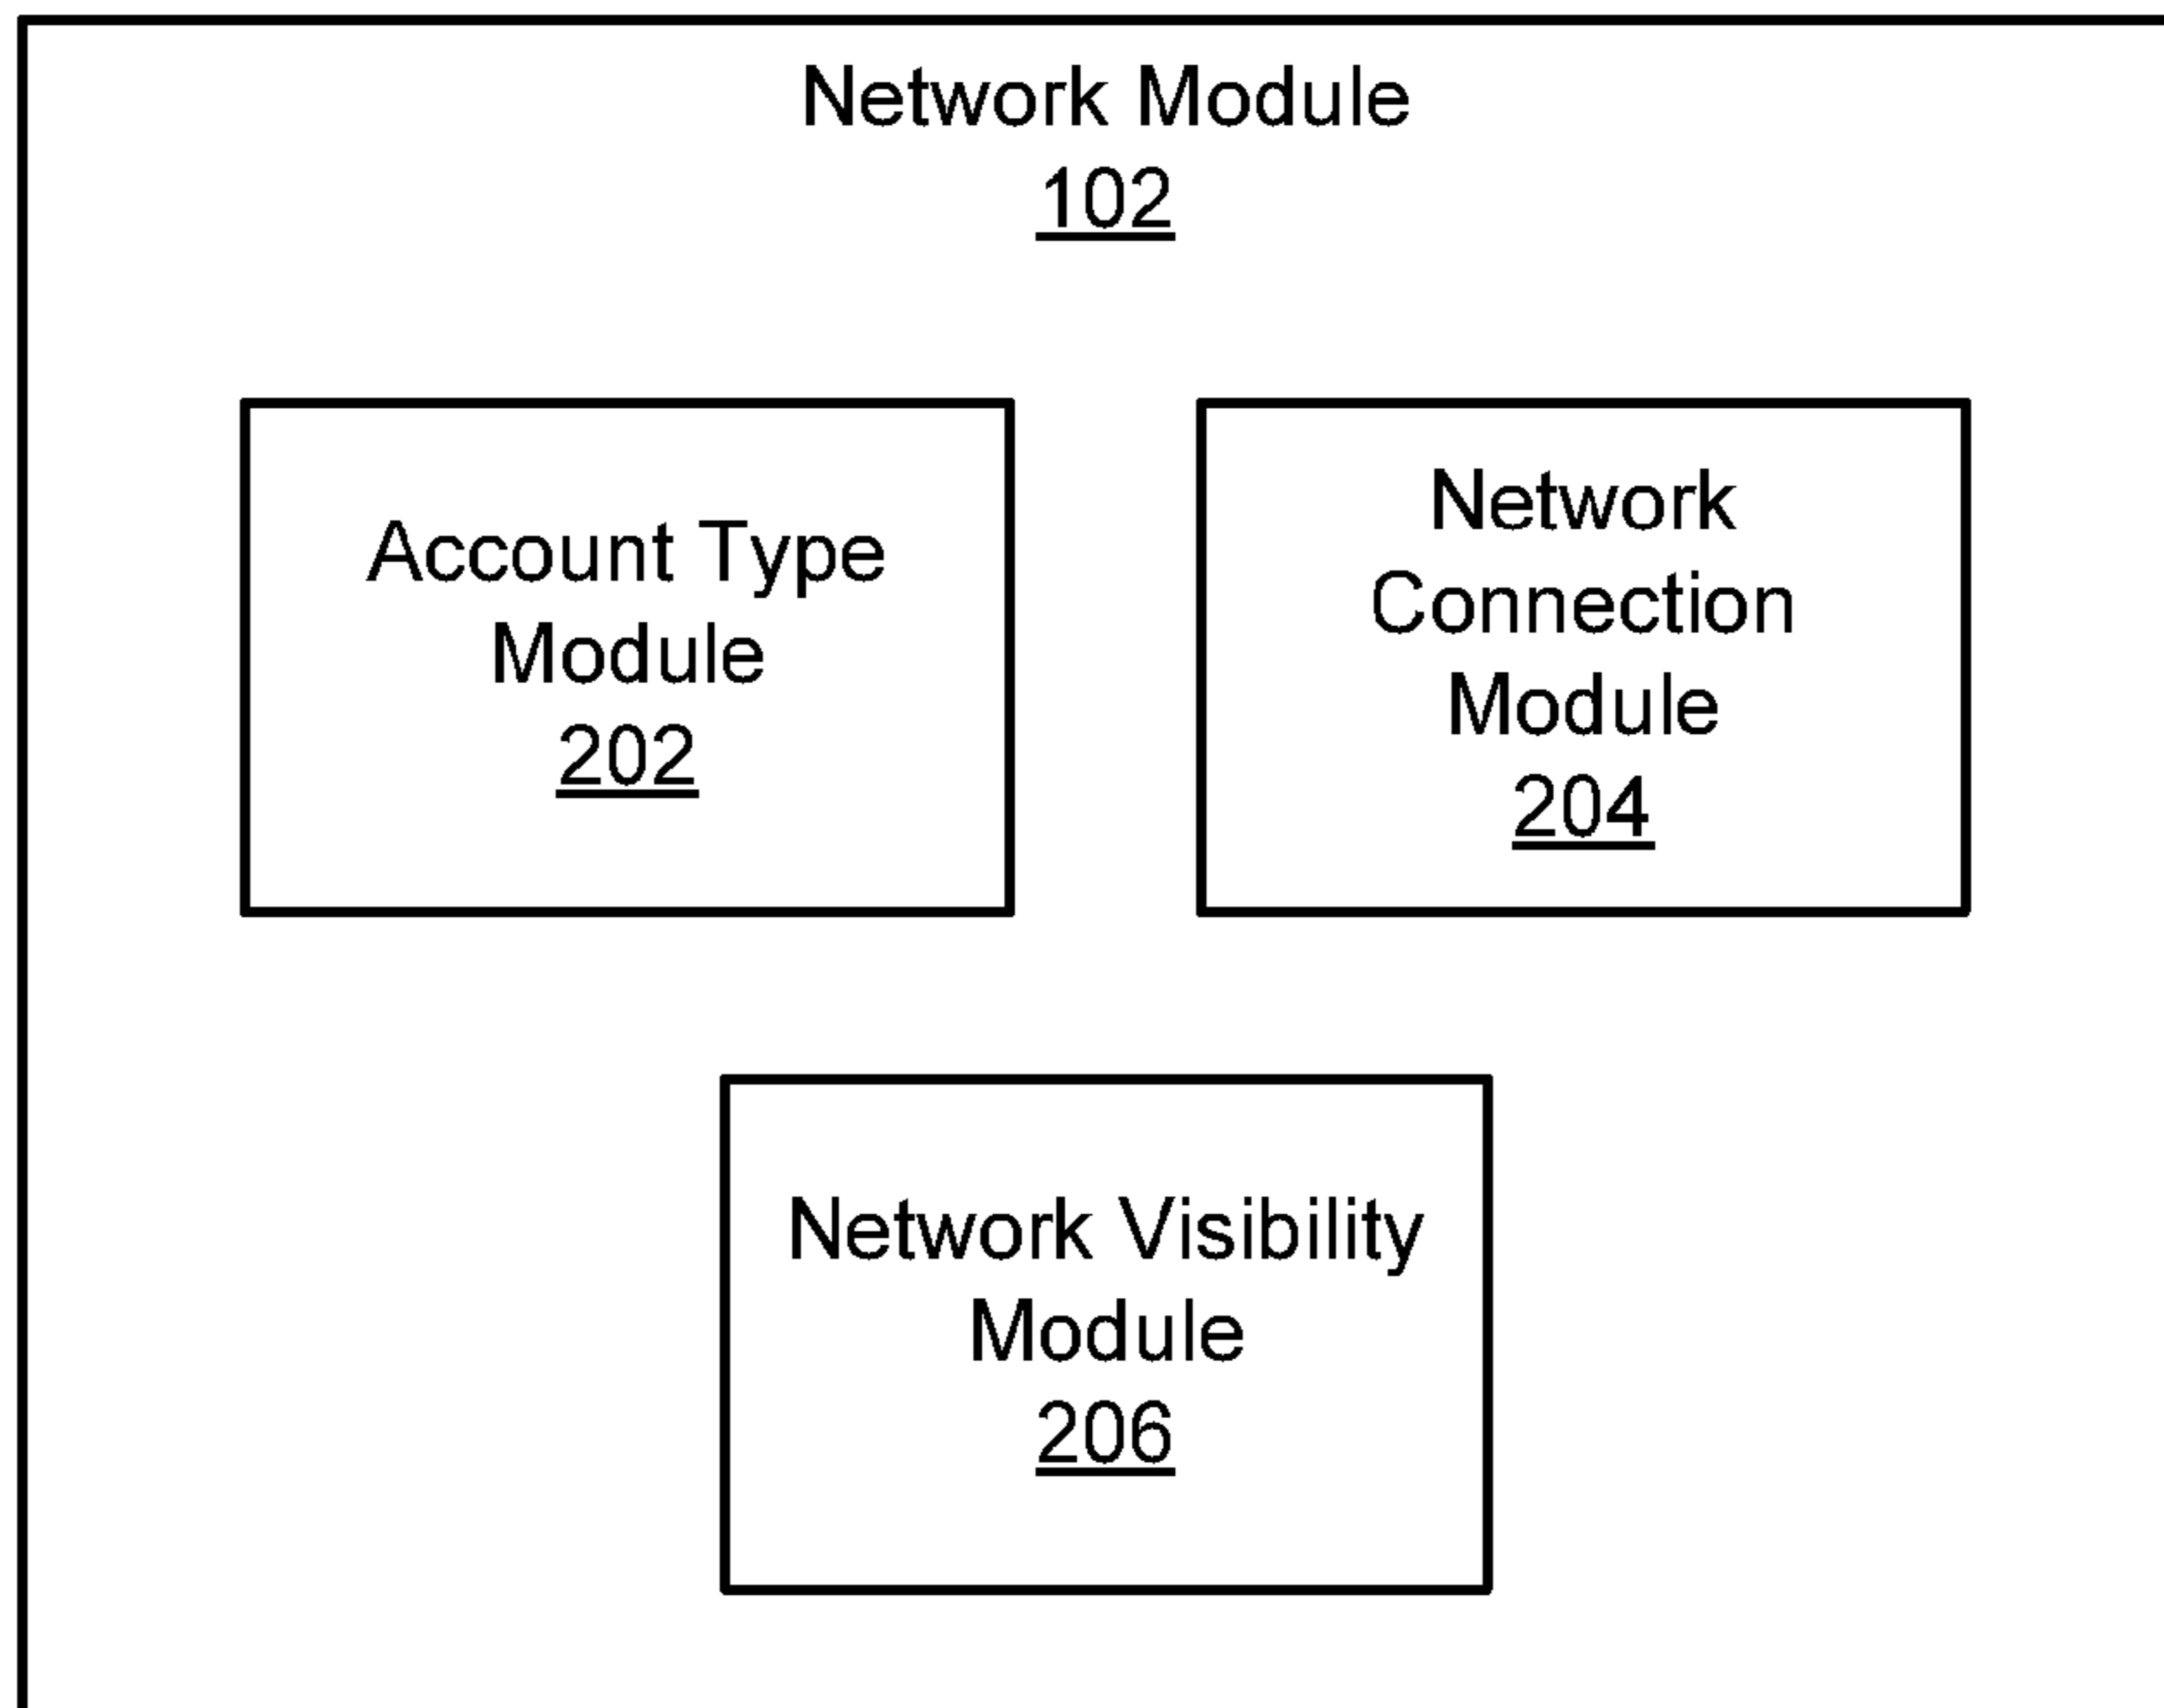 Network Module
102
Account Type
Module
202
Network
Connection
Module
204
Network Visibility
Module
206